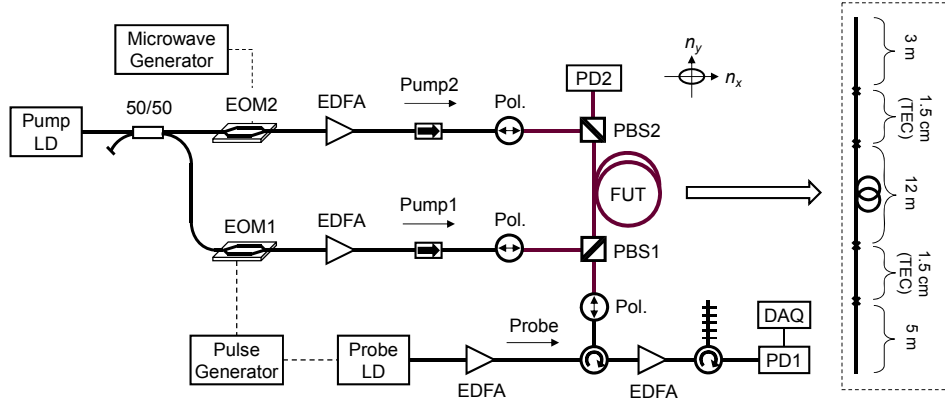 Microwave
Generator
Pump
LD
50/50
EOM2
EDFA
Pump2
Pol.
PD2
PBS2
n_y
n_x
FUT
EOM1
EDFA
Pump1
Pol.
PBS1
Pol.
Pulse
Generator
Probe
LD
EDFA
Probe
EDFA
DAQ
PD1
3 m
1.5 cm
(TEC)
12 m
1.5 cm
(TEC)
5 m